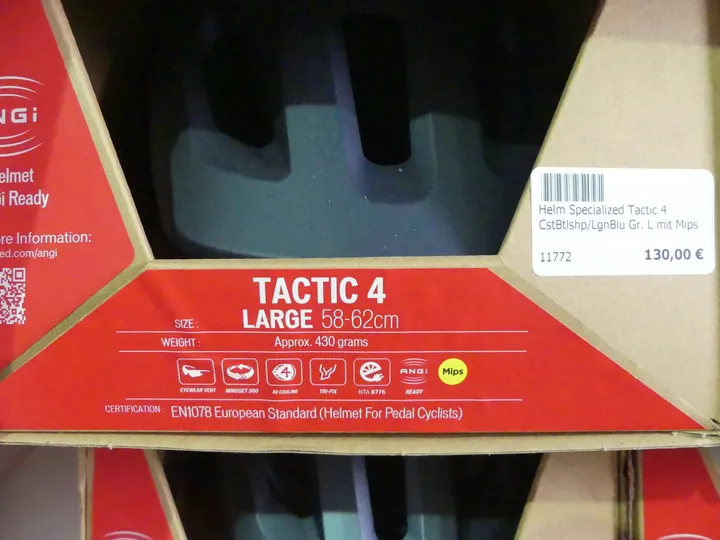 ANGi
elmet
i Ready
re Information:
ed.com/angi
Helm Specialized Tactic 4
CstBtlshp/LgnBlu Gr. L mit Mips
11772 130,00 €
TACTIC 4
SIZE: LARGE 58-62cm
WEIGHT: Approx. 430 grams
4
ANGi
Mips
EYEWEAR VENT MINDSET 360 4D COOLING TRI-FIX NTA 8776 READY
CERTIFICATION: EN1078 European Standard (Helmet For Pedal Cyclists)